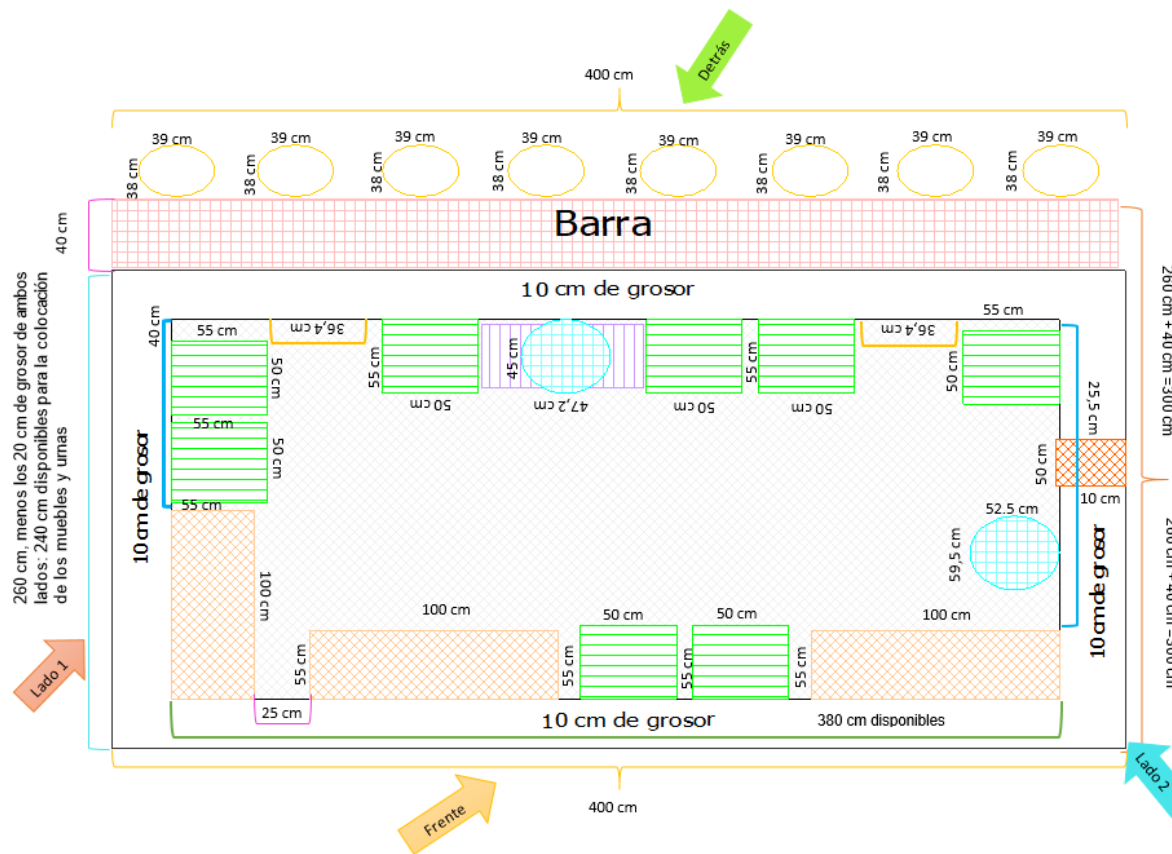 Detrás
400 cm
39 cm
39 cm
39 cm
39 cm
39 cm
39 cm
39 cm
39 cm
38 cm
38 cm
38 cm
38 cm
38 cm
38 cm
38 cm
38 cm
40 cm
Barra
10 cm de grosor
260 cm, menos los 20 cm de grosor de ambos
lados: 240 cm disponibles para la colocación
de los muebles y urnas
260 cm + 40 cm =300 cm
40 cm
55 cm
36,4 cm
55 cm
50 cm
45 cm
47,2 cm
50 cm
55 cm
50 cm
36,4 cm
55 cm
50 cm
50 cm
55 cm
50 cm
55 cm
10 cm de grosor
25,5 cm
50 cm
10 cm
52.5 cm
59,5 cm
10 cm de grosor
100 cm
100 cm
55 cm
50 cm
50 cm
55 cm
55 cm
55 cm
100 cm
25 cm
10 cm de grosor
380 cm disponibles
Lado 1
Lado 2
Frente
400 cm